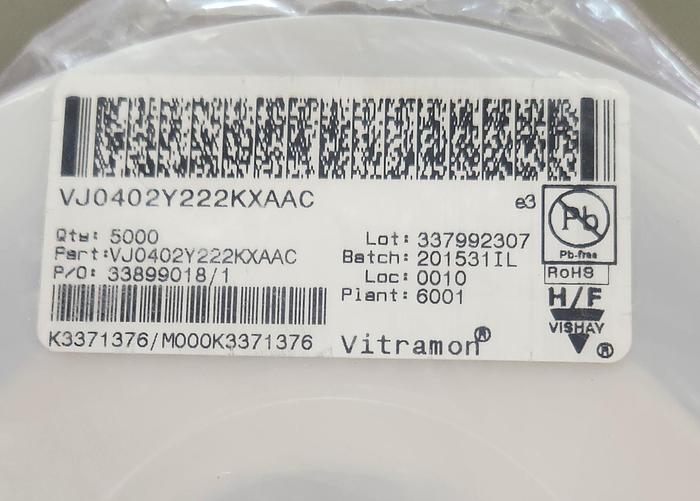 VJ0402Y222KXAAC
e3
Pb
Pb-free
Qty: 5000
Part:VJ0402Y222KXAAC
P/O: 33899018/1
Lot: 337992307
Batch: 201531IL
Loc: 0010
Plant: 6001
RoHS
H/F
VISHAY
®
K3371376/M000K3371376
Vitramon®